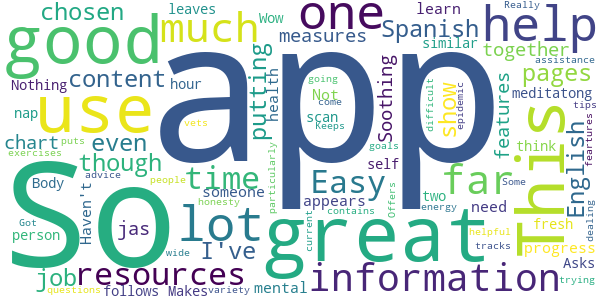 chosen
leaves
Wow
much
one
learn
help
good
measures
Spanish
similar
together
Nothing
content
hour
putting
health
going
Not
come
scan
Soothing
difficult
show
epidemic
features
pages
Really
assistance
meditatong
tips
feartures
nap
use
app
This
English
chart
puts
even
vets
Keeps
think
exercises
though
advice
time
particularly
goals
self
far
So
Body
Haven't
people
someone
Easy
two
energy
Some
dealing
Got
person
jas
lot
honesty
appears
Offers
contains
need
fresh
helpful
progress
I've
great
current
tracks
Asks
job
resources
wide
information
trying
questions
follows
Makes
variety
mental